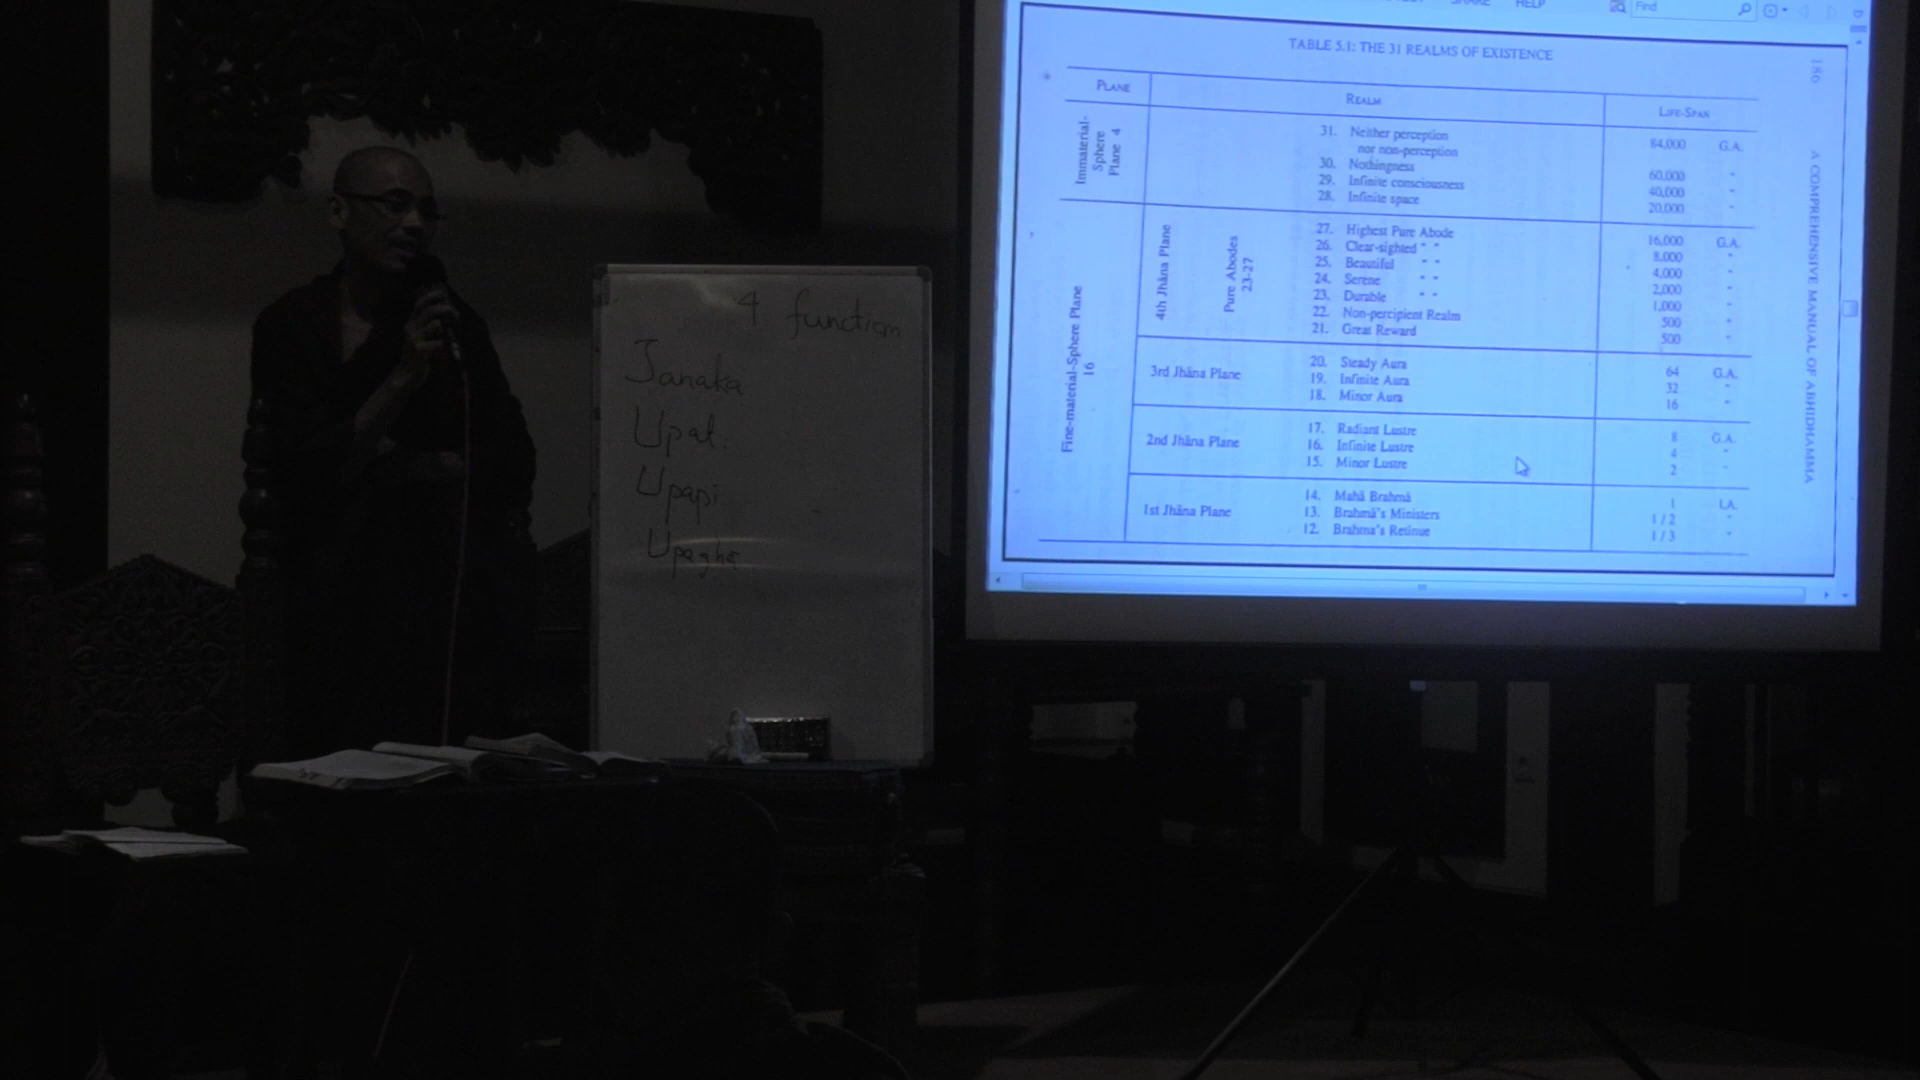 4 function
Janaka
Upat.
Upapi
Upagha
SHARE HELP
Find
TABLE 5.1: THE 31 REALMS OF EXISTENCE
PLANE REALM LIFE-SPAN
Immaterial-Sphere Plane 4
31. Neither perception nor non-perception 84,000 G.A.
30. Nothingness 60,000 "
29. Infinite consciousness 40,000 "
28. Infinite space 20,000 "
Fine-material-Sphere Plane 16
4th Jhāna Plane
Pure Abodes 23-27
27. Highest Pure Abode 16,000 G.A.
26. Clear-sighted " " 8,000 "
25. Beautiful " " 4,000 "
24. Serene " " 2,000 "
23. Durable " " 1,000 "
22. Non-percipient Realm 500 "
21. Great Reward 500 "
3rd Jhāna Plane
20. Steady Aura 64 G.A.
19. Infinite Aura 32 "
18. Minor Aura 16 "
2nd Jhāna Plane
17. Radiant Lustre 8 G.A.
16. Infinite Lustre 4 "
15. Minor Lustre 2 "
1st Jhāna Plane
14. Mahā Brahmā 1 I.A.
13. Brahmā's Ministers 1/2 "
12. Brahma's Retinue 1/3 "
186 A COMPREHENSIVE MANUAL OF ABHIDHAMMA